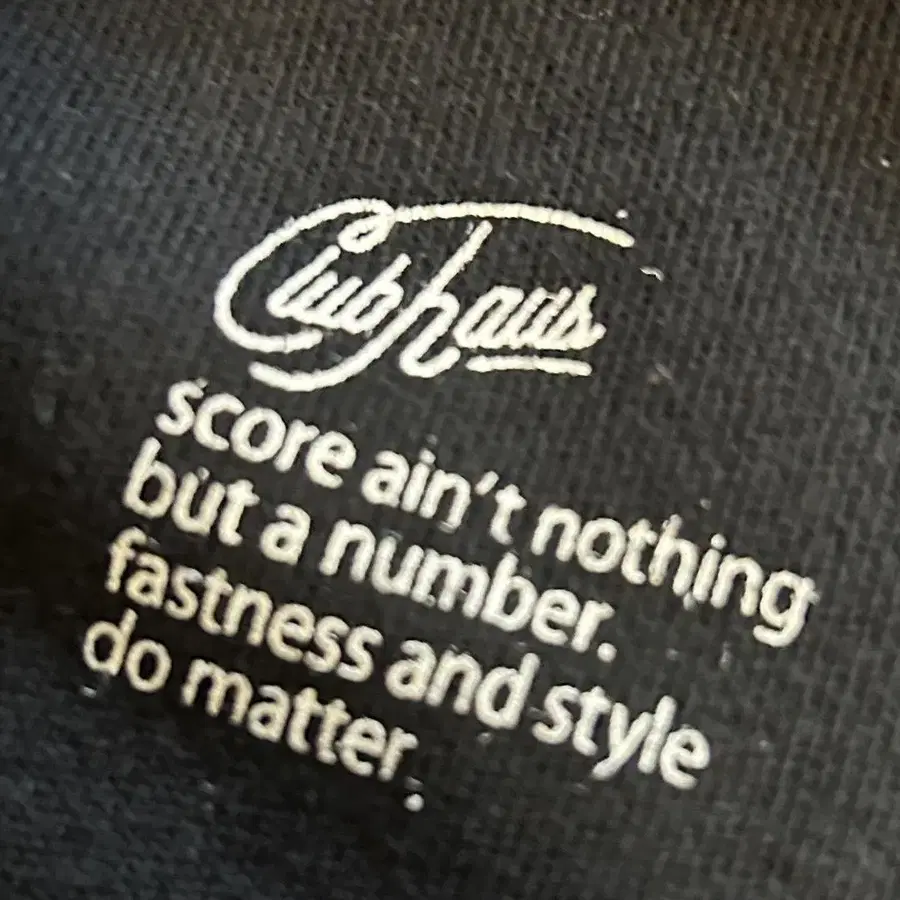 Clubhaus
score ain't nothing
but a number.
fastness and style
do matter.